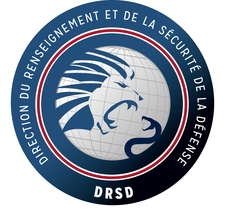 DIRECTION DU RENSEIGNEMENT ET DE LA SÉCURITÉ DE LA DÉFENSE
DRSD